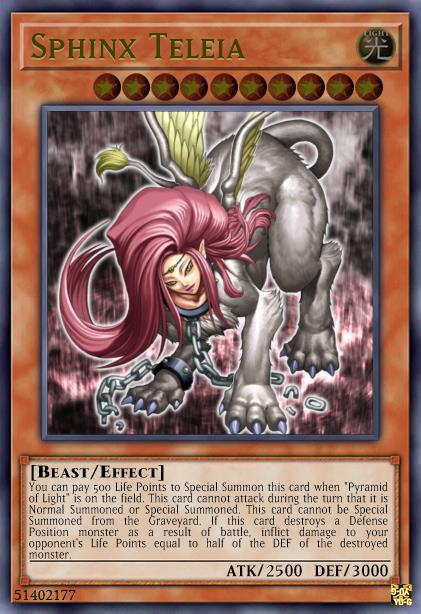 Sphinx Teleia
LIGHT
光
[Beast/Effect]
You can pay 500 Life Points to Special Summon this card when "Pyramid
of Light" is on the field. This card cannot attack during the turn that it is
Normal Summoned or Special Summoned. This card cannot be Special
Summoned from the Graveyard. If this card destroys a Defense
Position monster as a result of battle, inflict damage to your
opponent's Life Points equal to half of the DEF of the destroyed
monster.
ATK/2500 DEF/3000
51402177